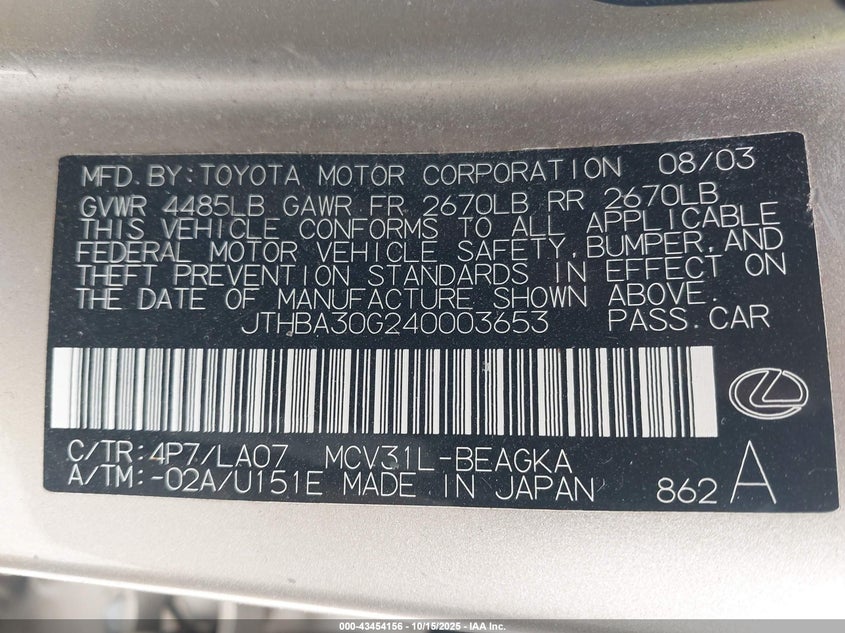 MFD.BY:TOYOTA MOTOR CORPORATION 08/03
GVWR 4485LB GAWR FR 2670LB RR 2670LB
THIS VEHICLE CONFORMS TO ALL APPLICABLE
FEDERAL MOTOR VEHICLE SAFETY, BUMPER, AND
THEFT PREVENTION STANDARDS IN EFFECT ON
THE DATE OF MANUFACTURE SHOWN ABOVE.
JTHBA30G240003653 PASS.CAR
C/TR:4P7/LA07 MCV31L-BEAGKA
A/TM:-02A/U151E MADE IN JAPAN 862 A
000-43454156 - 10/15/2025 - IAA Inc.